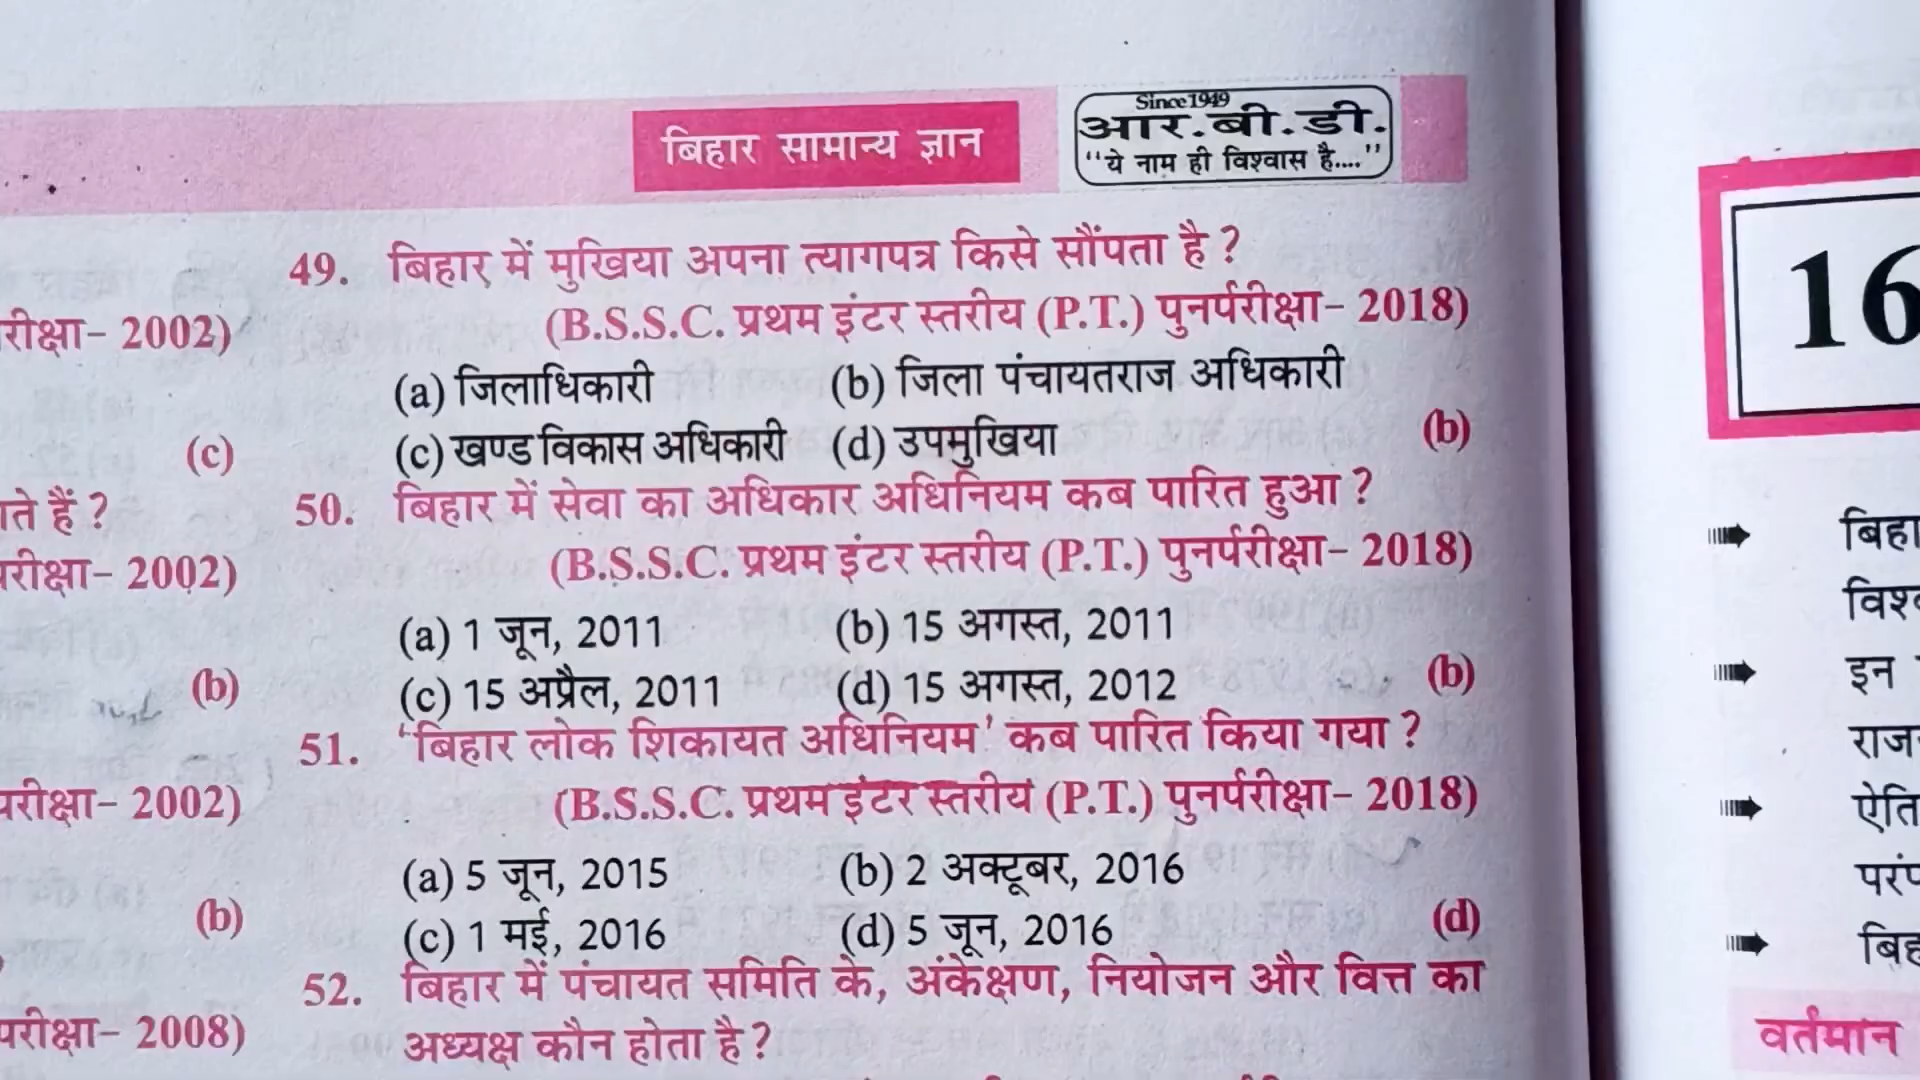 बिहार सामान्य ज्ञान
Since 1949
आर.बी.डी.
"ये नाम ही विश्वास है...."
रीक्षा- 2002)
(c)
ते हैं ?
परीक्षा- 2002)
(b)
परीक्षा- 2002)
(b)
परीक्षा- 2008)
49. बिहार में मुखिया अपना त्यागपत्र किसे सौंपता है ?
(B.S.S.C. प्रथम इंटर स्तरीय (P.T.) पुनर्परीक्षा- 2018)
(a) जिलाधिकारी (b) जिला पंचायतराज अधिकारी
(c) खण्ड विकास अधिकारी (d) उपमुखिया (b)
50. बिहार में सेवा का अधिकार अधिनियम कब पारित हुआ ?
(B.S.S.C. प्रथम इंटर स्तरीय (P.T.) पुनर्परीक्षा- 2018)
(a) 1 जून, 2011 (b) 15 अगस्त, 2011
(c) 15 अप्रैल, 2011 (d) 15 अगस्त, 2012 (b)
51. 'बिहार लोक शिकायत अधिनियम' कब पारित किया गया ?
(B.S.S.C. प्रथम इंटर स्तरीय (P.T.) पुनर्परीक्षा- 2018)
(a) 5 जून, 2015 (b) 2 अक्टूबर, 2016
(c) 1 मई, 2016 (d) 5 जून, 2016 (d)
52. बिहार में पंचायत समिति के, अंकेक्षण, नियोजन और वित्त का
अध्यक्ष कौन होता है ?
16
बिहा
विश्व
इन
राज
ऐति
परंप
बिह
वर्तमान